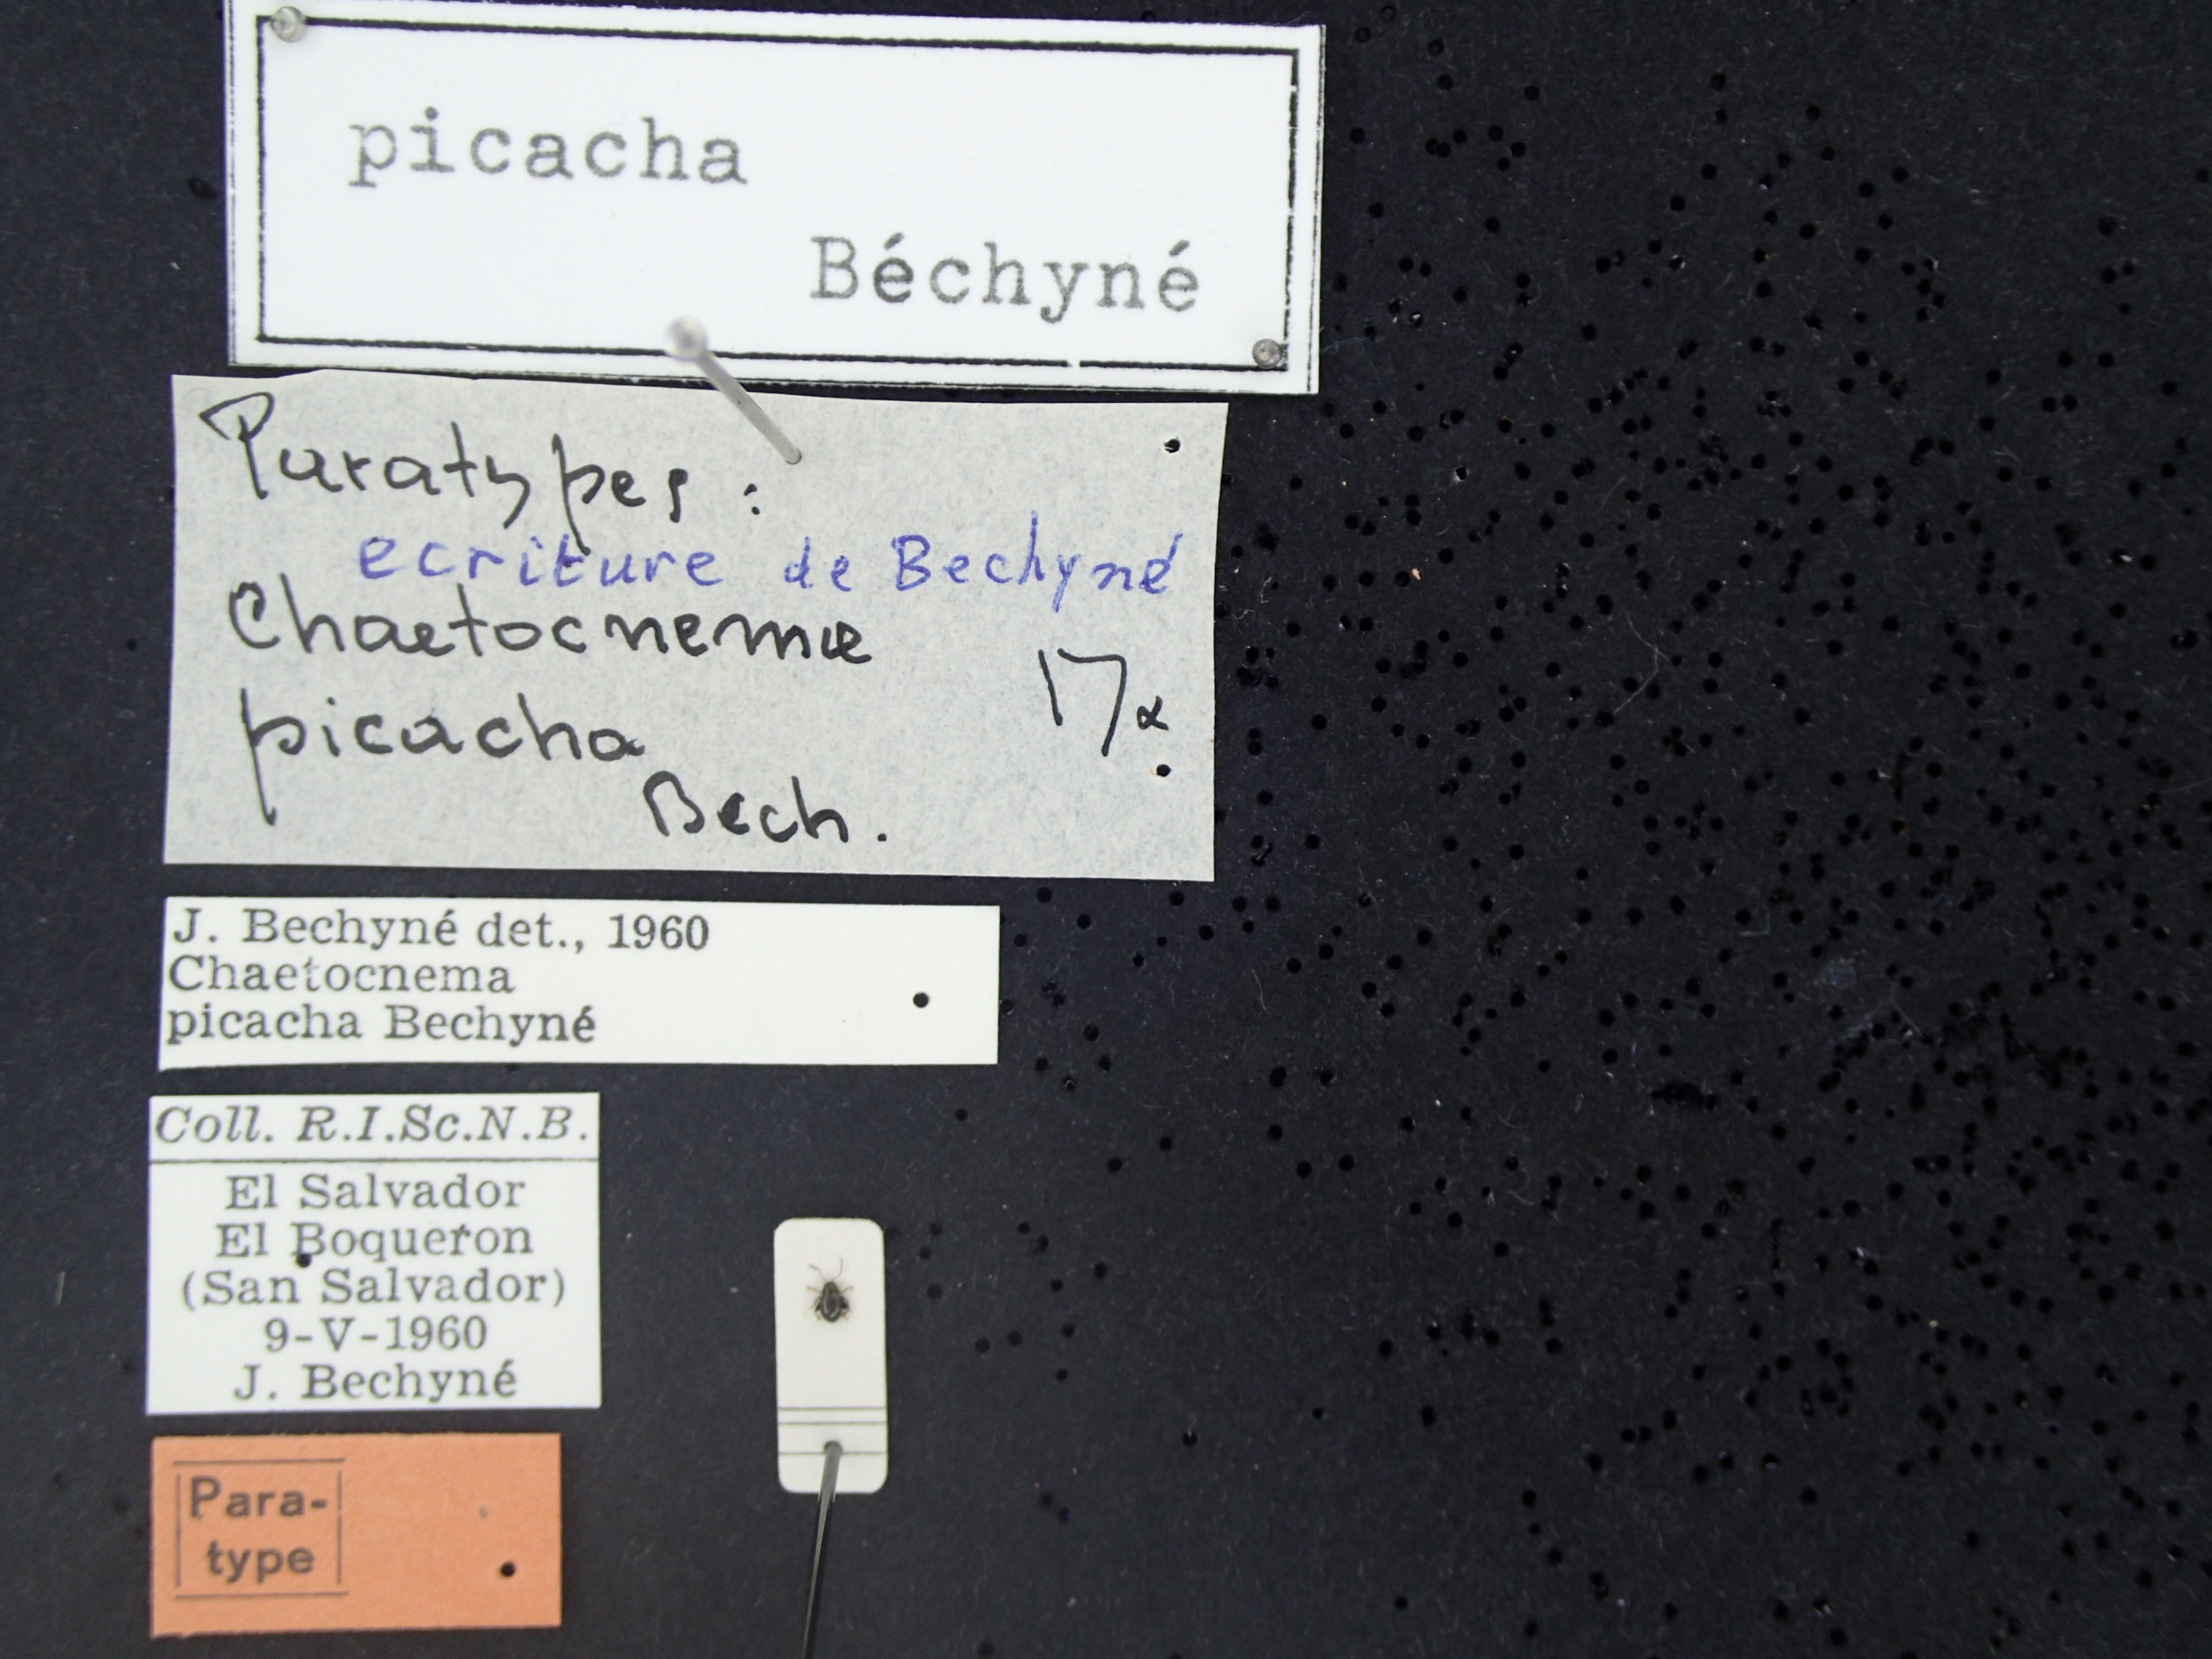 picacha
Béchyné
Paratypes :
ecriture de Bechyné
Chaetocnema
picacha
17x
Bech.
J. Bechyné det., 1960
Chaetocnema
picacha Bechyné
Coll. R.I.Sc.N.B.
El Salvador
El Boqueron
(San Salvador)
9-V-1960
J. Bechyné
Para-
type